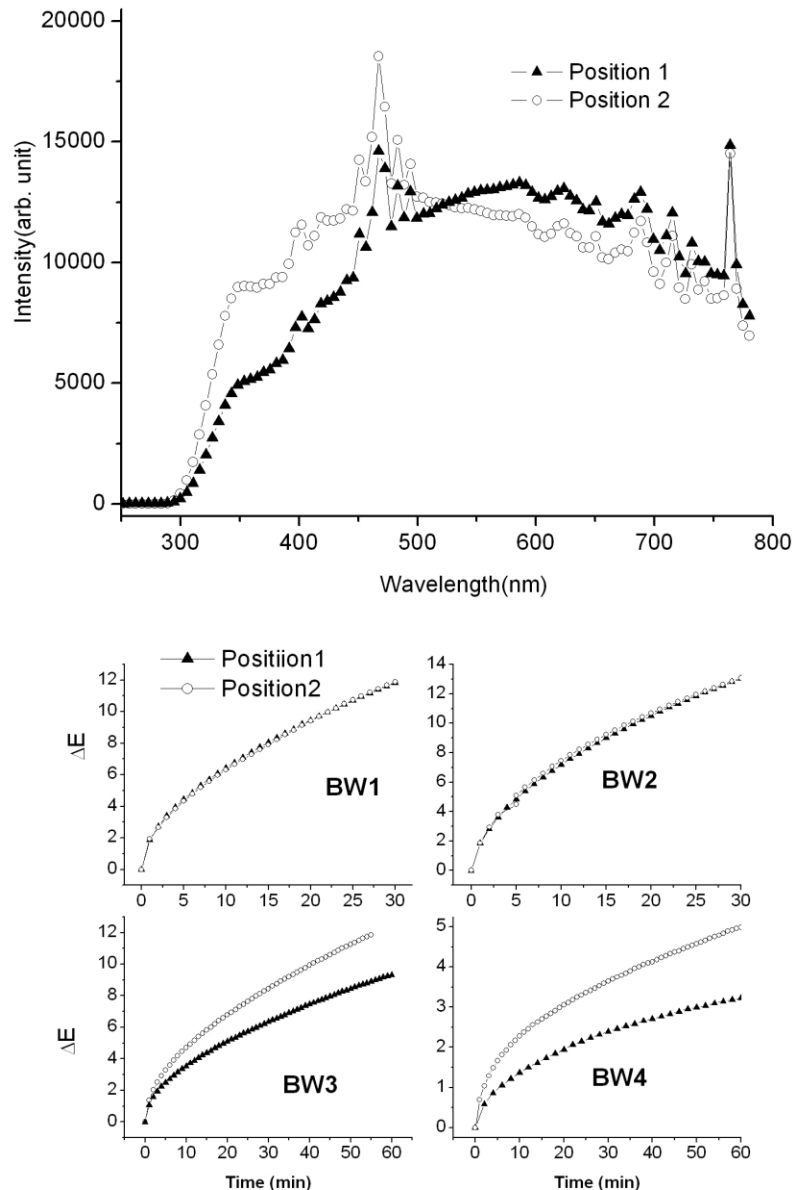 20000
15000
10000
5000
0
Intensity(arb. unit)
Position 1
Position 2
300 400 500 600 700 800
Wavelength(nm)
Positiion1
Position2
12
10
8
6
4
2
0
ΔE
BW1
0 5 10 15 20 25 30
14
12
10
8
6
4
2
0
BW2
0 5 10 15 20 25 30
12
10
8
6
4
2
0
ΔE
BW3
0 10 20 30 40 50 60
Time (min)
5
4
3
2
1
0
BW4
0 10 20 30 40 50 60
Time (min)